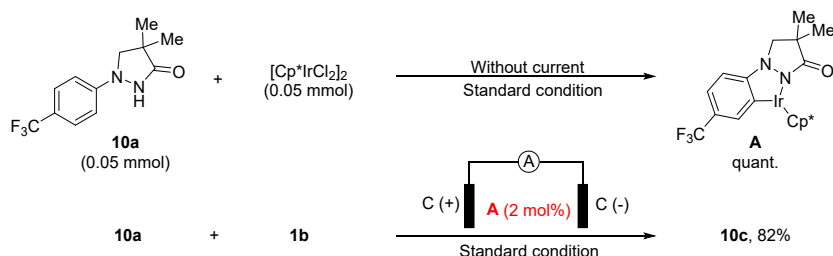 Me
Me
N
NH
O
F₃C
10a
(0.05 mmol)
+
[Cp*IrCl₂]₂
(0.05 mmol)
Without current
Standard condition
Me
Me
N
N
O
Ir
Cp*
F₃C
A
quant.
A
C (+)
A (2 mol%)
C (-)
10a
+
1b
Standard condition
10c, 82%